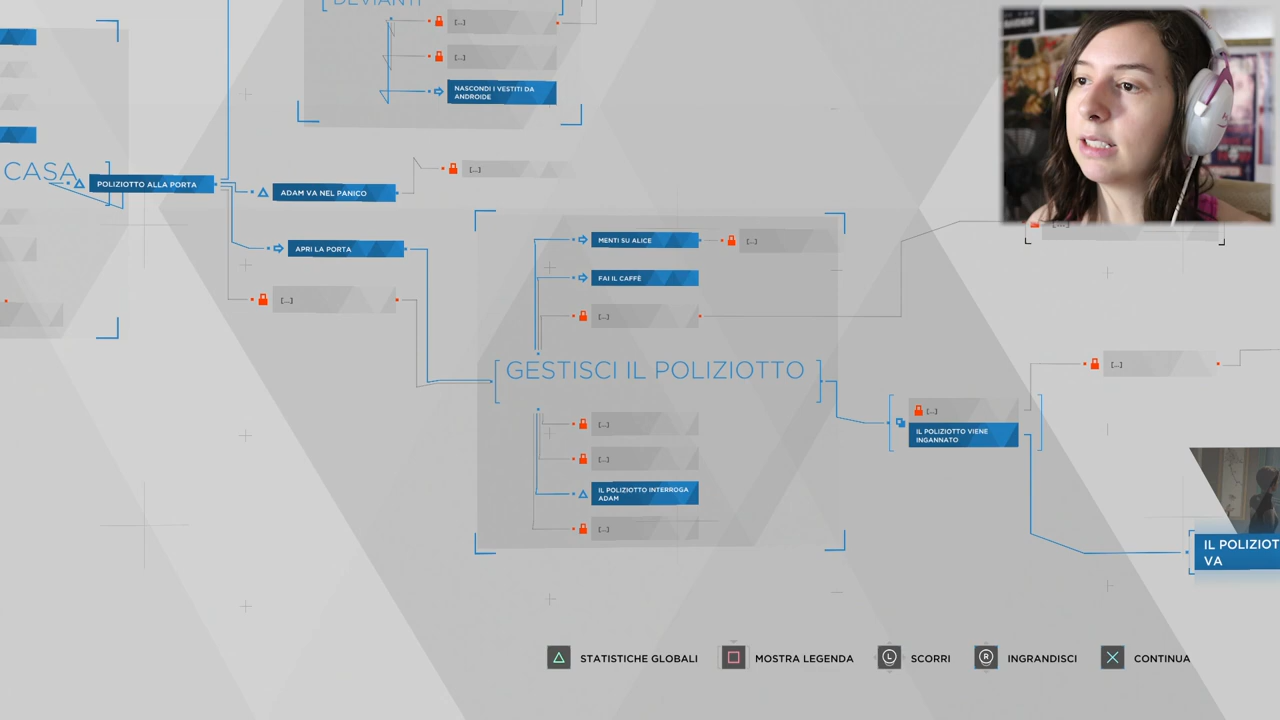 DEVIANTI
[...]
[...]
NASCONDI I VESTITI DA
ANDROIDE
CASA
POLIZIOTTO ALLA PORTA
[...]
ADAM VA NEL PANICO
APRI LA PORTA
[...]
MENTI SU ALICE
[...]
FAI IL CAFFÈ
[...]
GESTISCI IL POLIZIOTTO
[...]
[...]
IL POLIZIOTTO INTERROGA
ADAM
[...]
[...]
[...]
IL POLIZIOTTO VIENE
INGANNATO
IL POLIZIOT
VA
STATISTICHE GLOBALI
MOSTRA LEGENDA
L
SCORRI
R
INGRANDISCI
CONTINUA